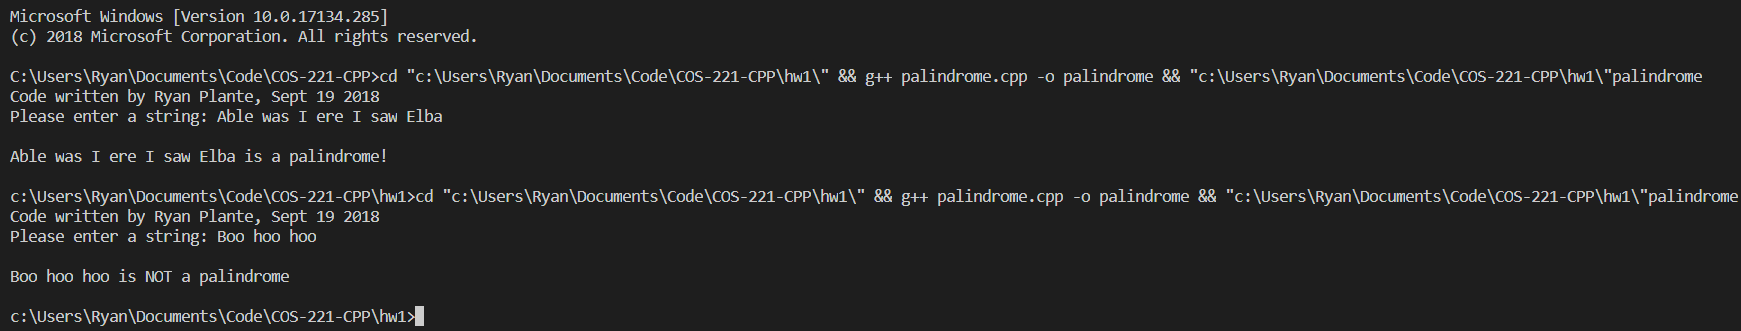 Microsoft Windows [Version 10.0.17134.285]
(c) 2018 Microsoft Corporation. All rights reserved.
C:\Users\Ryan\Documents\Code\COS-221-CPP>cd "c:\Users\Ryan\Documents\Code\COS-221-CPP\hw1\" && g++ palindrome.cpp -o palindrome && "c:\Users\Ryan\Documents\Code\COS-221-CPP\hw1\"palindrome
Code written by Ryan Plante, Sept 19 2018
Please enter a string: Able was I ere I saw Elba
Able was I ere I saw Elba is a palindrome!
c:\Users\Ryan\Documents\Code\COS-221-CPP\hw1>cd "c:\Users\Ryan\Documents\Code\COS-221-CPP\hw1\" && g++ palindrome.cpp -o palindrome && "c:\Users\Ryan\Documents\Code\COS-221-CPP\hw1\"palindrome
Code written by Ryan Plante, Sept 19 2018
Please enter a string: Boo hoo hoo
Boo hoo hoo is NOT a palindrome
c:\Users\Ryan\Documents\Code\COS-221-CPP\hw1>